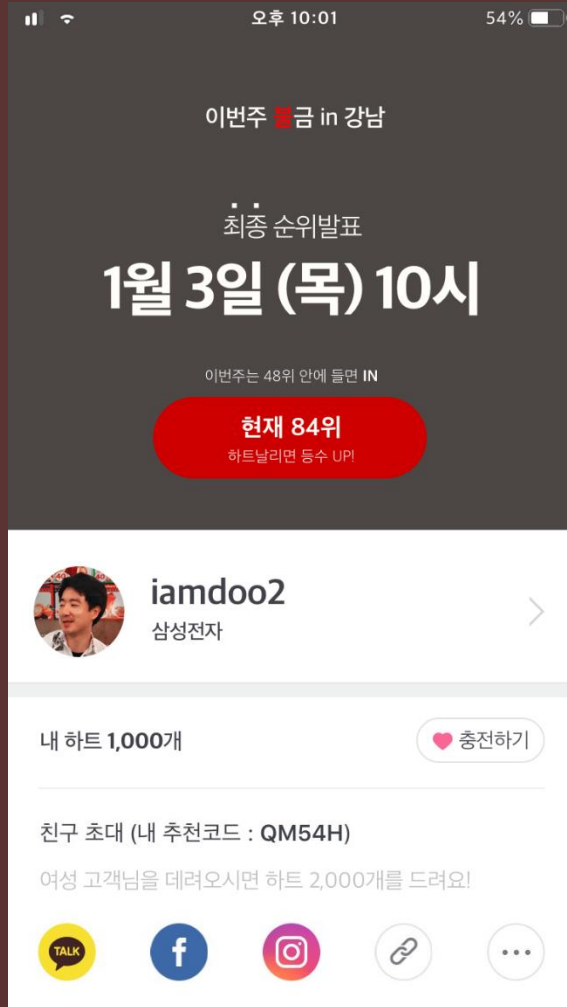 오후 10:01
54%
이번주 불금 in 강남
최종 순위발표
1월 3일 (목) 10시
이번주는 48위 안에 들면 IN
현재 84위
하트날리면 등수 UP!
iamdoo2
삼성전자
내 하트 1,000개
충전하기
친구 초대 (내 추천코드 : QM54H)
여성 고객님을 데려오시면 하트 2,000개를 드려요!
TALK